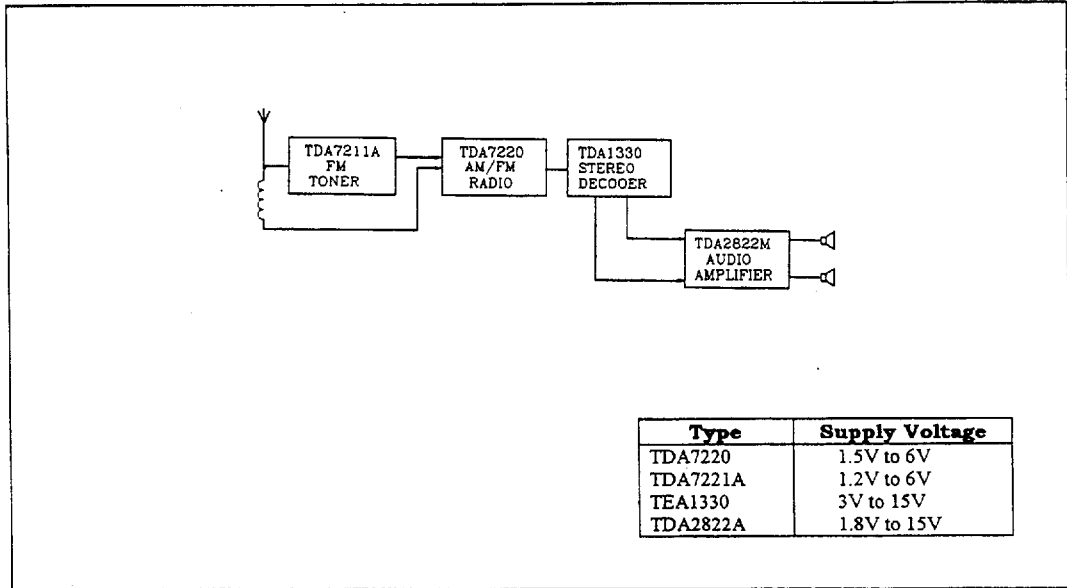 TDA7211A
FM
TONER
TDA7220
AM/FM
RADIO
TDA1330
STEREO
DECOOER
TDA2822M
AUDIO
AMPLIFIER
Type Supply Voltage
TDA7220 1.5V to 6V
TDA7221A 1.2V to 6V
TEA1330 3V to 15V
TDA2822A 1.8V to 15V